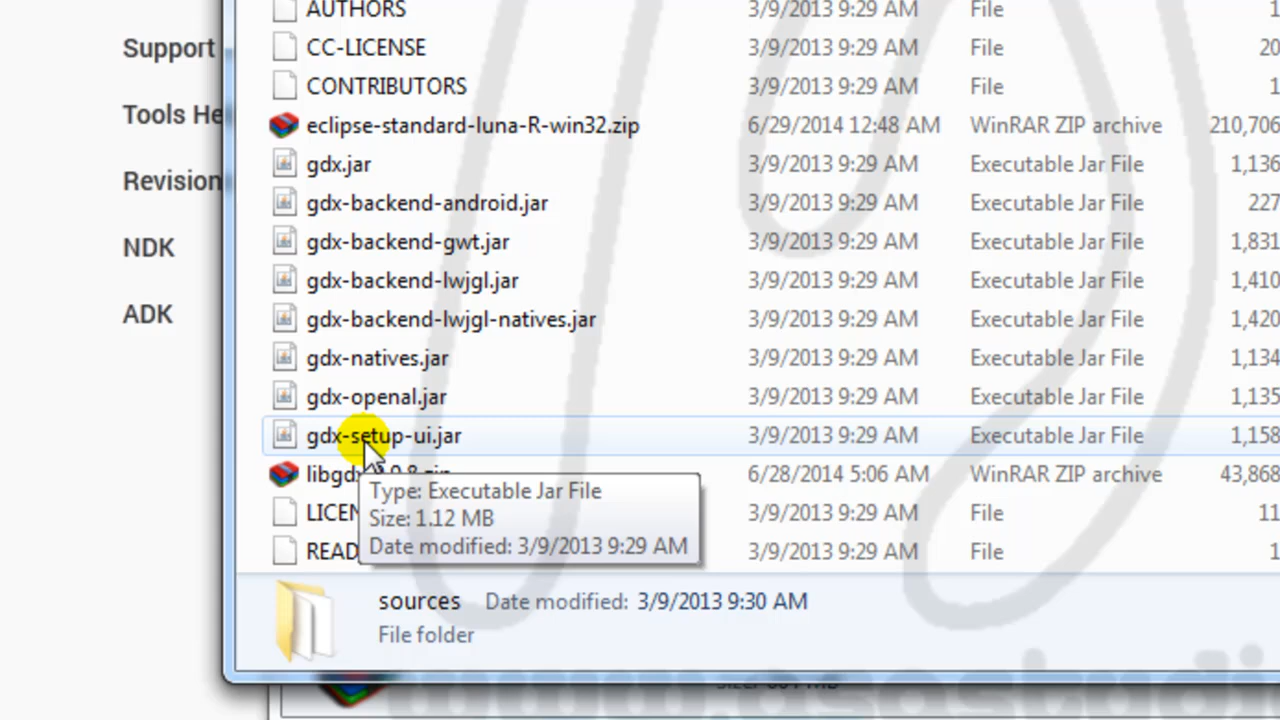 AUTHORS 3/9/2013 9:29 AM File 1
Support
CC-LICENSE 3/9/2013 9:29 AM File 20
CONTRIBUTORS 3/9/2013 9:29 AM File 1
Tools He
eclipse-standard-luna-R-win32.zip 6/29/2014 12:48 AM WinRAR ZIP archive 210,706
gdx.jar 3/9/2013 9:29 AM Executable Jar File 1,136
Revision
gdx-backend-android.jar 3/9/2013 9:29 AM Executable Jar File 227
NDK
gdx-backend-gwt.jar 3/9/2013 9:29 AM Executable Jar File 1,831
gdx-backend-lwjgl.jar 3/9/2013 9:29 AM Executable Jar File 1,410
ADK
gdx-backend-lwjgl-natives.jar 3/9/2013 9:29 AM Executable Jar File 1,420
gdx-natives.jar 3/9/2013 9:29 AM Executable Jar File 1,134
gdx-openal.jar 3/9/2013 9:29 AM Executable Jar File 1,135
gdx-setup-ui.jar 3/9/2013 9:29 AM Executable Jar File 1,158
6/28/2014 5:06 AM WinRAR ZIP archive 43,868
Type: Executable Jar File
Size: 1.12 MB
Date modified: 3/9/2013 9:29 AM
LICEN 3/9/2013 9:29 AM File 11
READ 3/9/2013 9:29 AM File 1
sources Date modified: 3/9/2013 9:30 AM
File folder